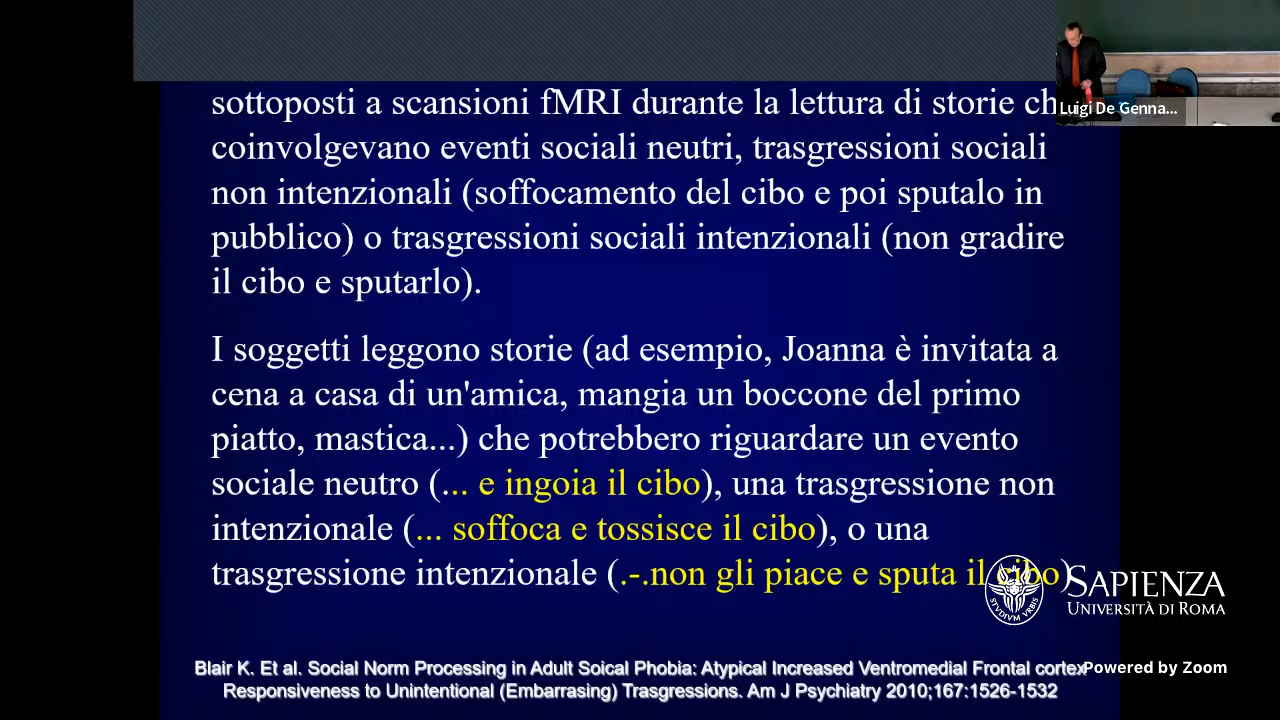 sottoposti a scansioni fMRI durante la lettura di storie ch
Luigi De Genna...
coinvolgevano eventi sociali neutri, trasgressioni sociali
non intenzionali (soffocamento del cibo e poi sputalo in
pubblico) o trasgressioni sociali intenzionali (non gradire
il cibo e sputarlo).
I soggetti leggono storie (ad esempio, Joanna è invitata a
cena a casa di un'amica, mangia un boccone del primo
piatto, mastica...) che potrebbero riguardare un evento
sociale neutro (... e ingoia il cibo), una trasgressione non
intenzionale (... soffoca e tossisce il cibo), o una
trasgressione intenzionale (.-.non gli piace e sputa il cibo)
STVDIVM VRBIS
SAPIENZA
UNIVERSITÀ DI ROMA
Blair K. Et al. Social Norm Processing in Adult Soical Phobia: Atypical Increased Ventromedial Frontal cortex
Responsiveness to Unintentional (Embarrasing) Trasgressions. Am J Psychiatry 2010;167:1526-1532
Powered by Zoom